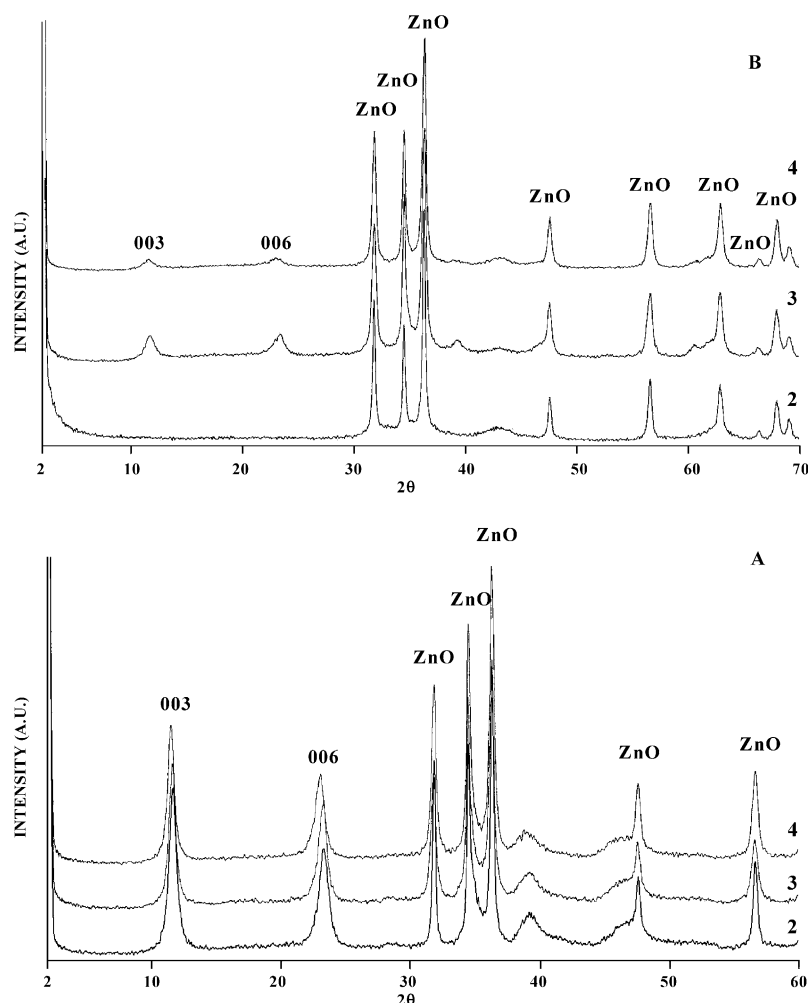 ZnO
B
ZnO
ZnO
4
ZnO
ZnO
ZnO
ZnO
003
006
ZnO
3
2
INTENSITY (A.U.)
2
10
20
30
40
50
60
70
2θ
ZnO
A
ZnO
ZnO
003
006
ZnO
ZnO
4
3
2
INTENSITY (A.U.)
2
10
20
30
40
50
60
2θ